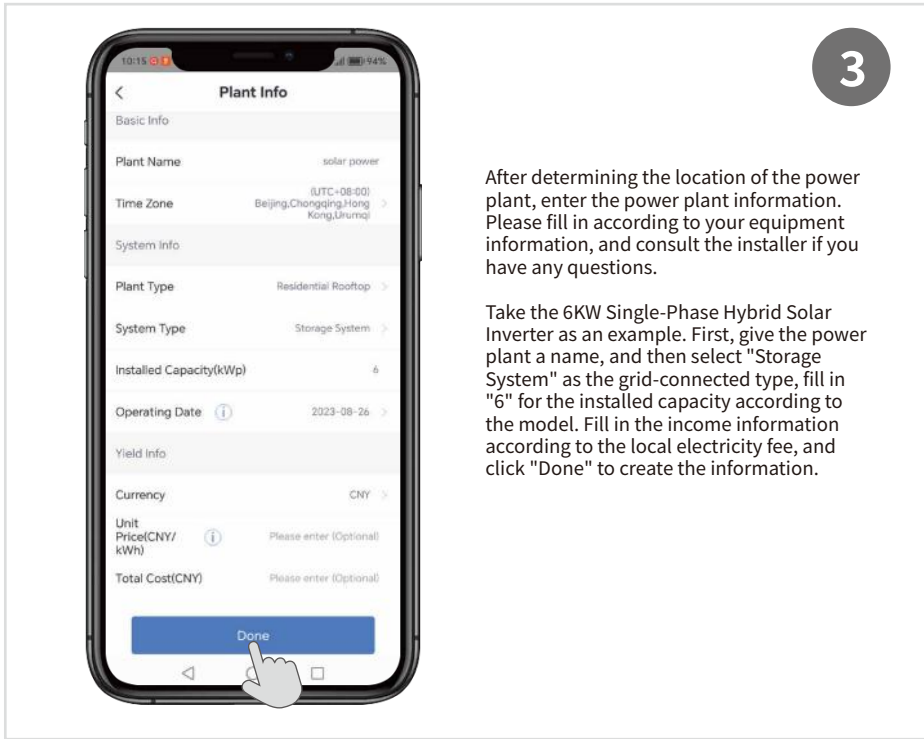 10:15
94%
3
Plant Info
Basic Info
Plant Name
solar power
Time Zone
(UTC+08:00)
Beijing,Chongqing,Hong
Kong,Urumqi
System Info
Plant Type
Residential Rooftop
System Type
Storage System
Installed Capacity(kWp)
6
Operating Date
2023-08-26
Yield Info
Currency
CNY
Unit
Price(CNY/
kWh)
Please enter (Optional)
Total Cost(CNY)
Please enter (Optional)
Done
After determining the location of the power
plant, enter the power plant information.
Please fill in according to your equipment
information, and consult the installer if you
have any questions.
Take the 6KW Single-Phase Hybrid Solar
Inverter as an example. First, give the power
plant a name, and then select "Storage
System" as the grid-connected type, fill in
"6" for the installed capacity according to
the model. Fill in the income information
according to the local electricity fee, and
click "Done" to create the information.